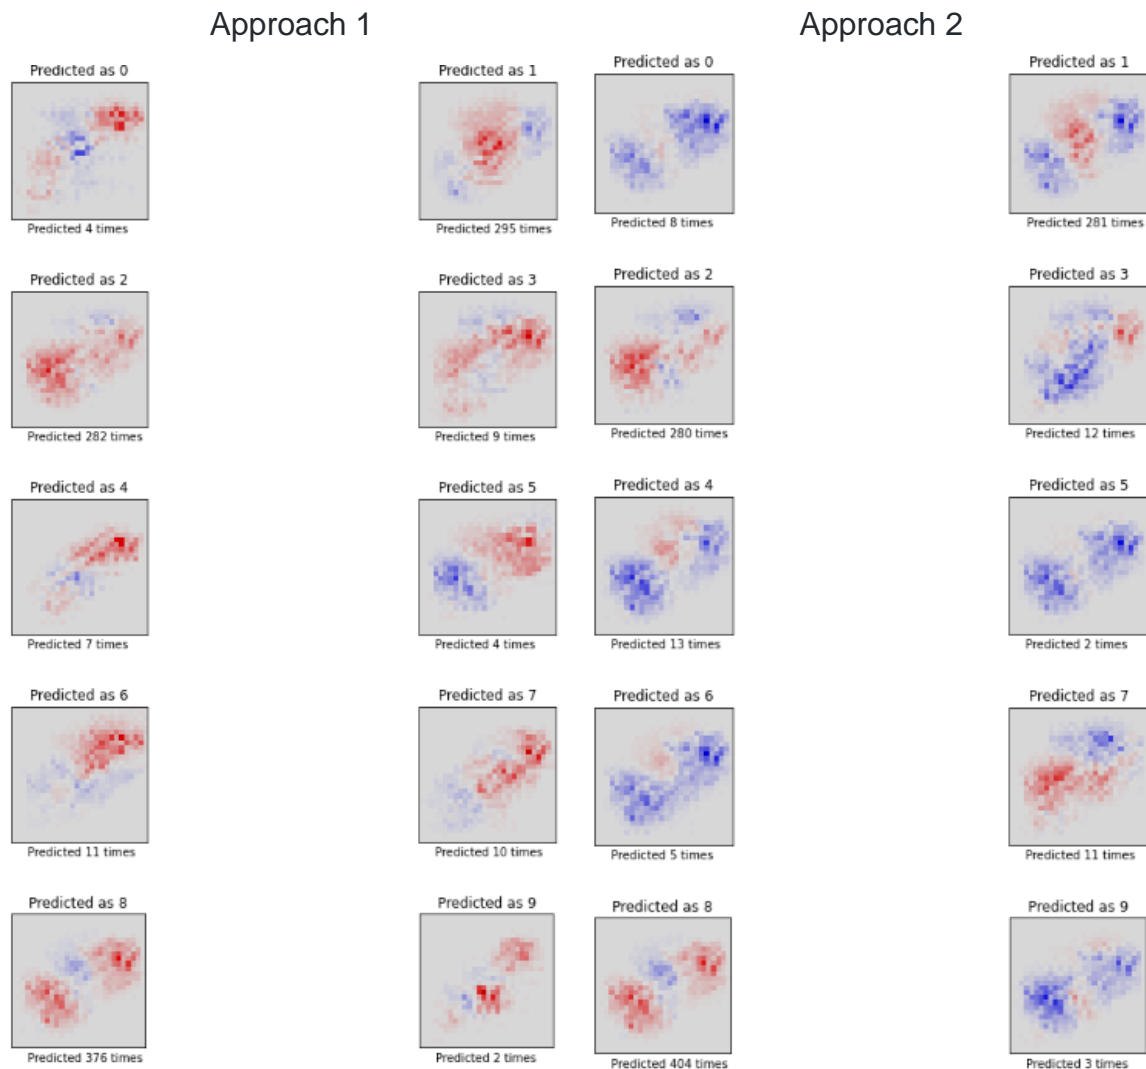 Approach 1
Approach 2
Predicted as 0
Predicted 4 times
Predicted as 1
Predicted 295 times
Predicted as 0
Predicted 8 times
Predicted as 1
Predicted 281 times
Predicted as 2
Predicted 282 times
Predicted as 3
Predicted 9 times
Predicted as 2
Predicted 280 times
Predicted as 3
Predicted 12 times
Predicted as 4
Predicted 7 times
Predicted as 5
Predicted 4 times
Predicted as 4
Predicted 13 times
Predicted as 5
Predicted 2 times
Predicted as 6
Predicted 11 times
Predicted as 7
Predicted 10 times
Predicted as 6
Predicted 5 times
Predicted as 7
Predicted 11 times
Predicted as 8
Predicted 376 times
Predicted as 9
Predicted 2 times
Predicted as 8
Predicted 404 times
Predicted as 9
Predicted 3 times